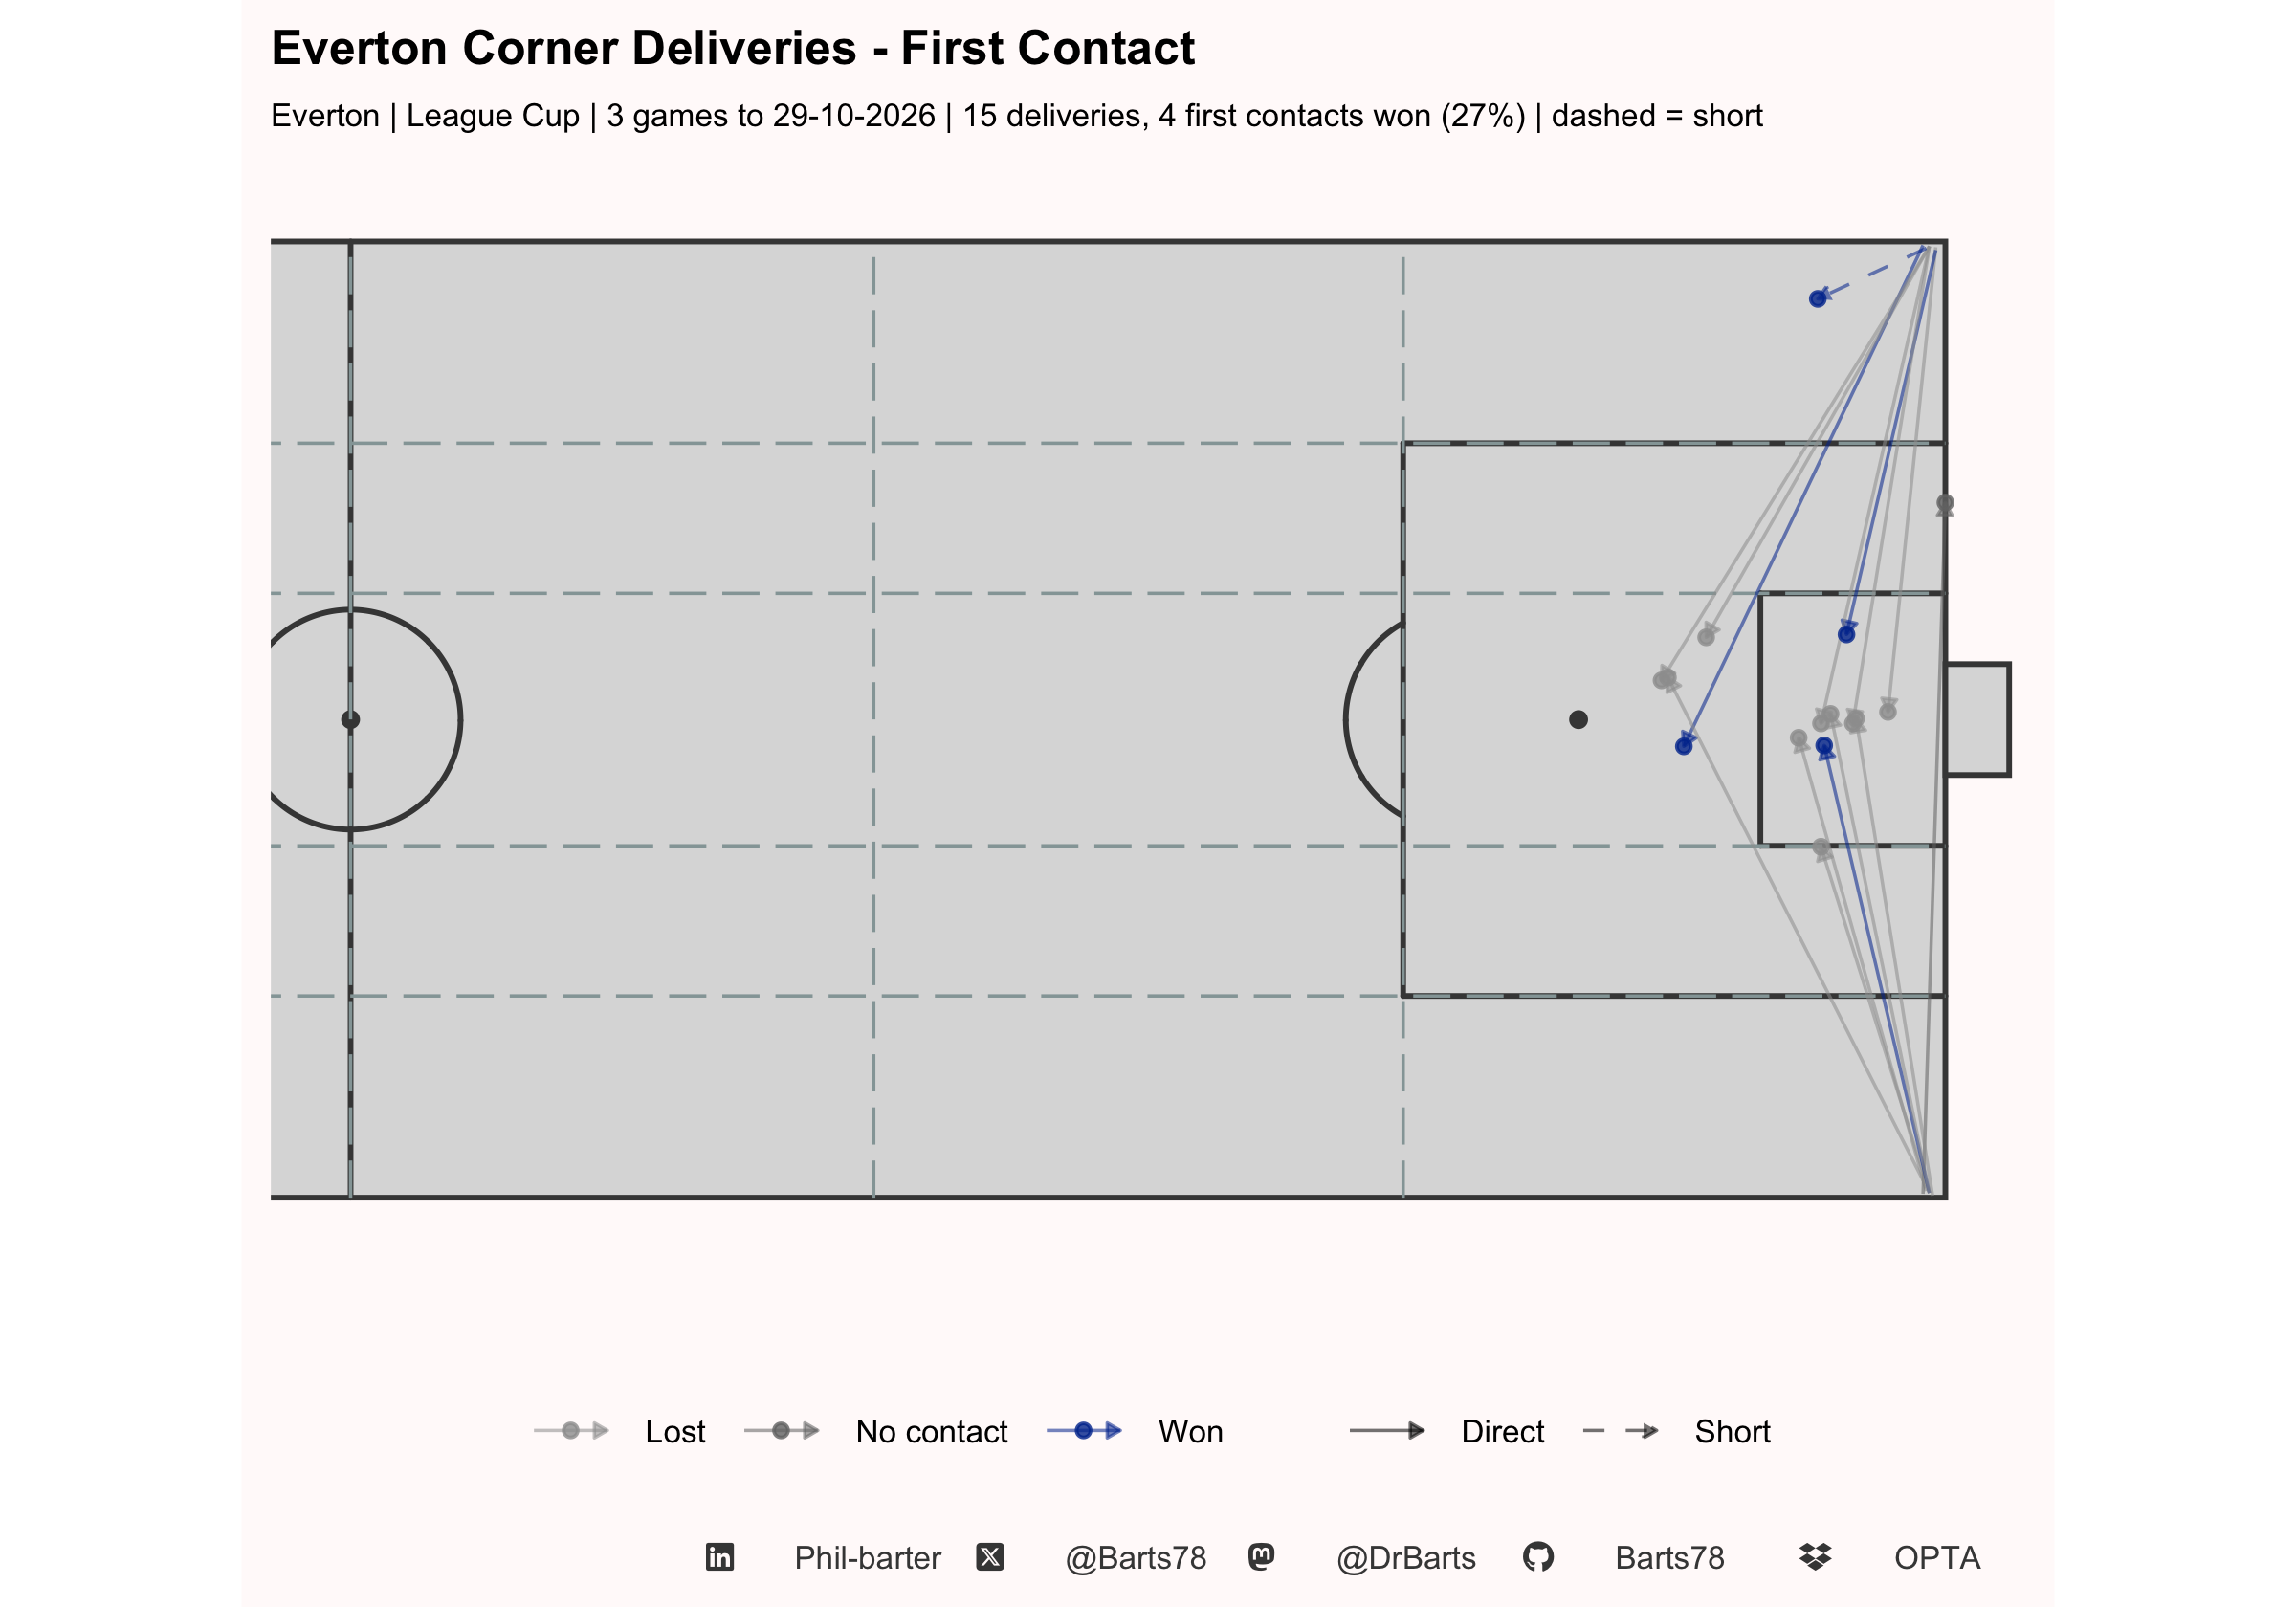 Everton Corner Deliveries - First Contact
Everton | League Cup | 3 games to 29-10-2026 | 15 deliveries, 4 first contacts won (27%) | dashed = short
Lost No contact Won Direct Short
Phil-barter @Barts78 @DrBarts Barts78 OPTA